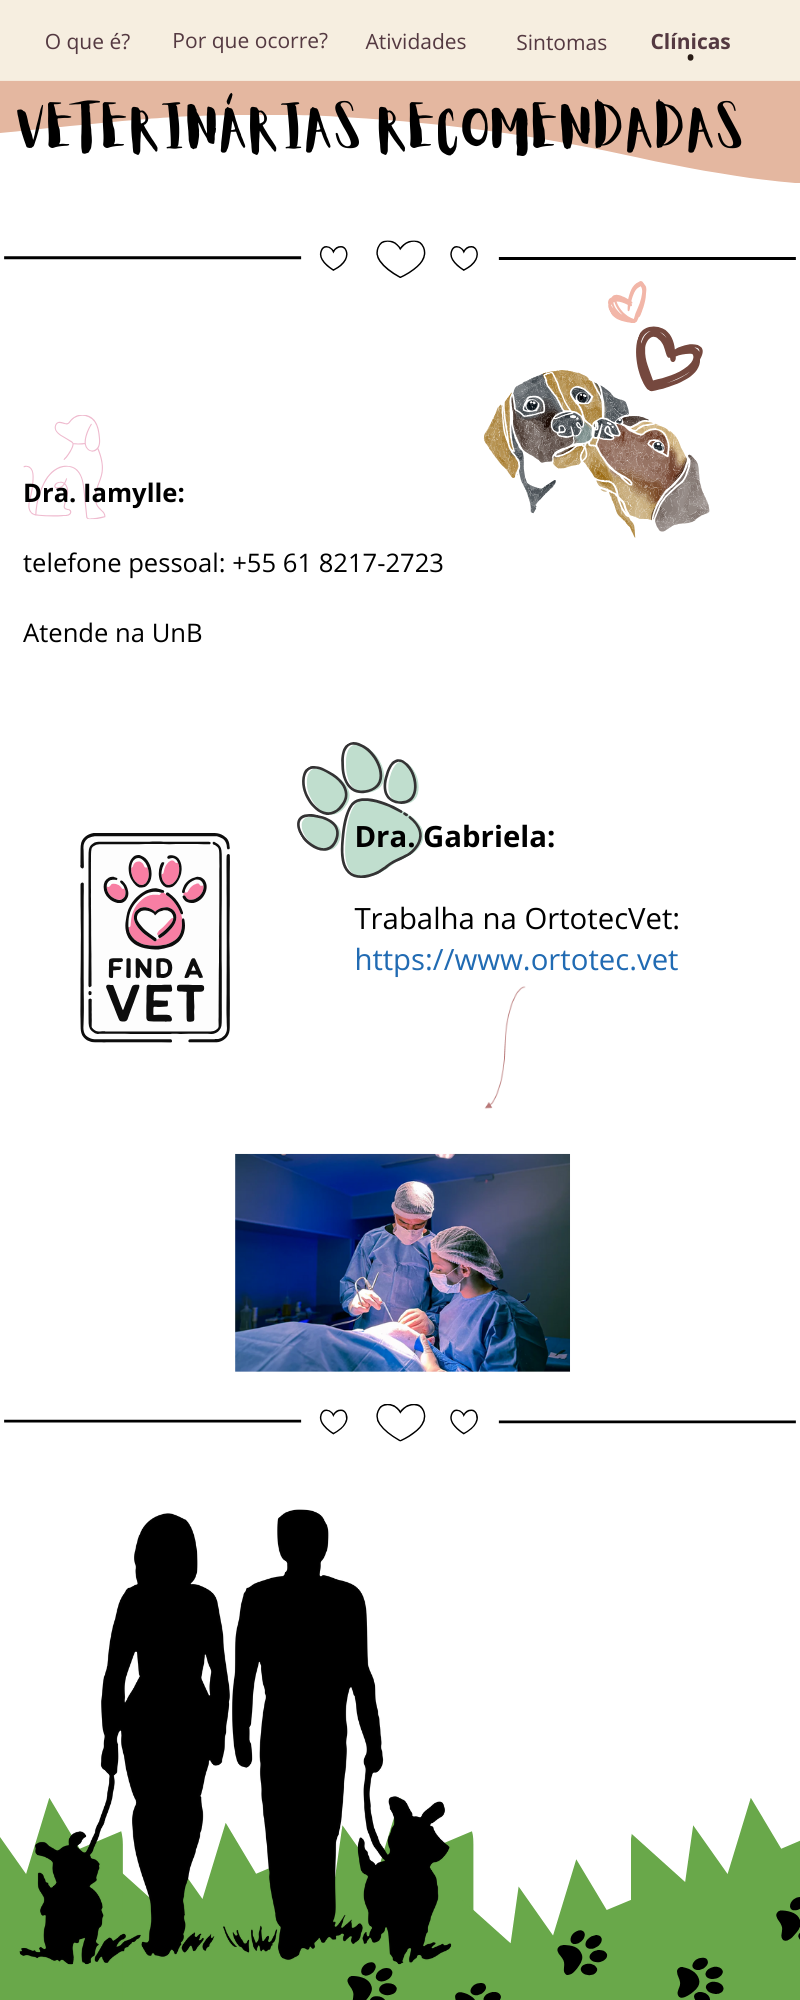 O que é?
Por que ocorre?
Atividades
Sintomas
Clínicas
VETERINÁRIAS RECOMENDADAS
Dra. Iamylle:
telefone pessoal: +55 61 8217-2723
Atende na UnB
Dra. Gabriela:
Trabalha na OrtotecVet:
https://www.ortotec.vet
FIND A
VET